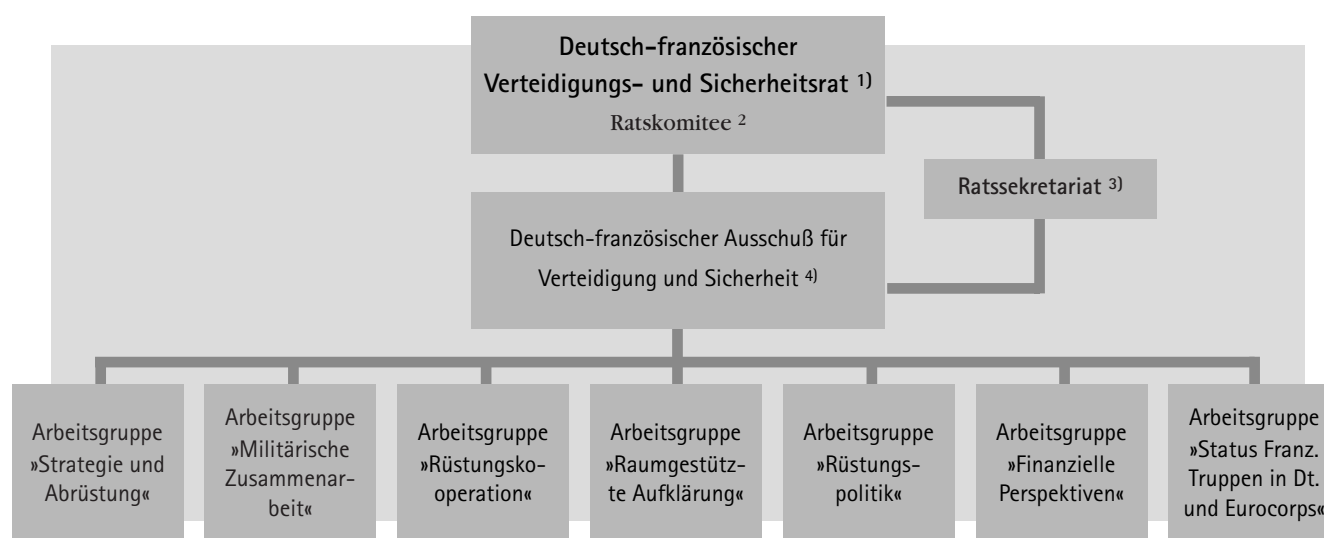 Deutsch-französischer
Verteidigungs- und Sicherheitsrat 1)
Ratskomitee 2
Ratssekretariat 3)
Deutsch-französischer Ausschuß für
Verteidigung und Sicherheit 4)
Arbeitsgruppe
»Strategie und
Abrüstung«
Arbeitsgruppe
»Militärische
Zusammenar-
beit«
Arbeitsgruppe
»Rüstungsko-
operation«
Arbeitsgruppe
»Raumgestütz-
te Aufklärung«
Arbeitsgruppe
»Rüstungs-
politik«
Arbeitsgruppe
»Finanzielle
Perspektiven«
Arbeitsgruppe
»Status Franz.
Truppen in Dt.
und Eurocorps«